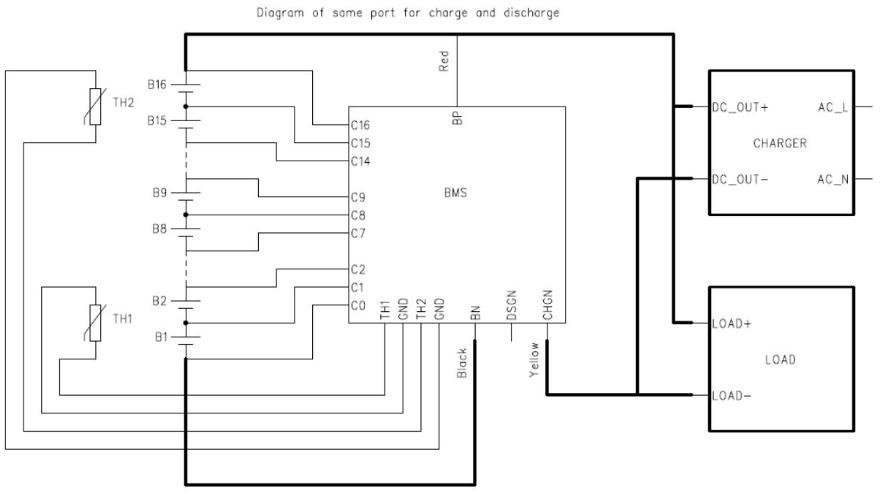 Diagram of same port for charge and discharge
Red
B16
TH2
B15
BP
C16
C15
C14
DC_OUT+
AC_L
CHARGER
DC_OUT-
AC_N
B9
B8
C9
C8
C7
BMS
B2
B1
TH1
C2
C1
C0
TH1
GND
TH2
GND
BN
DSGN
CHGN
LOAD+
LOAD
LOAD-
Black
Yellow